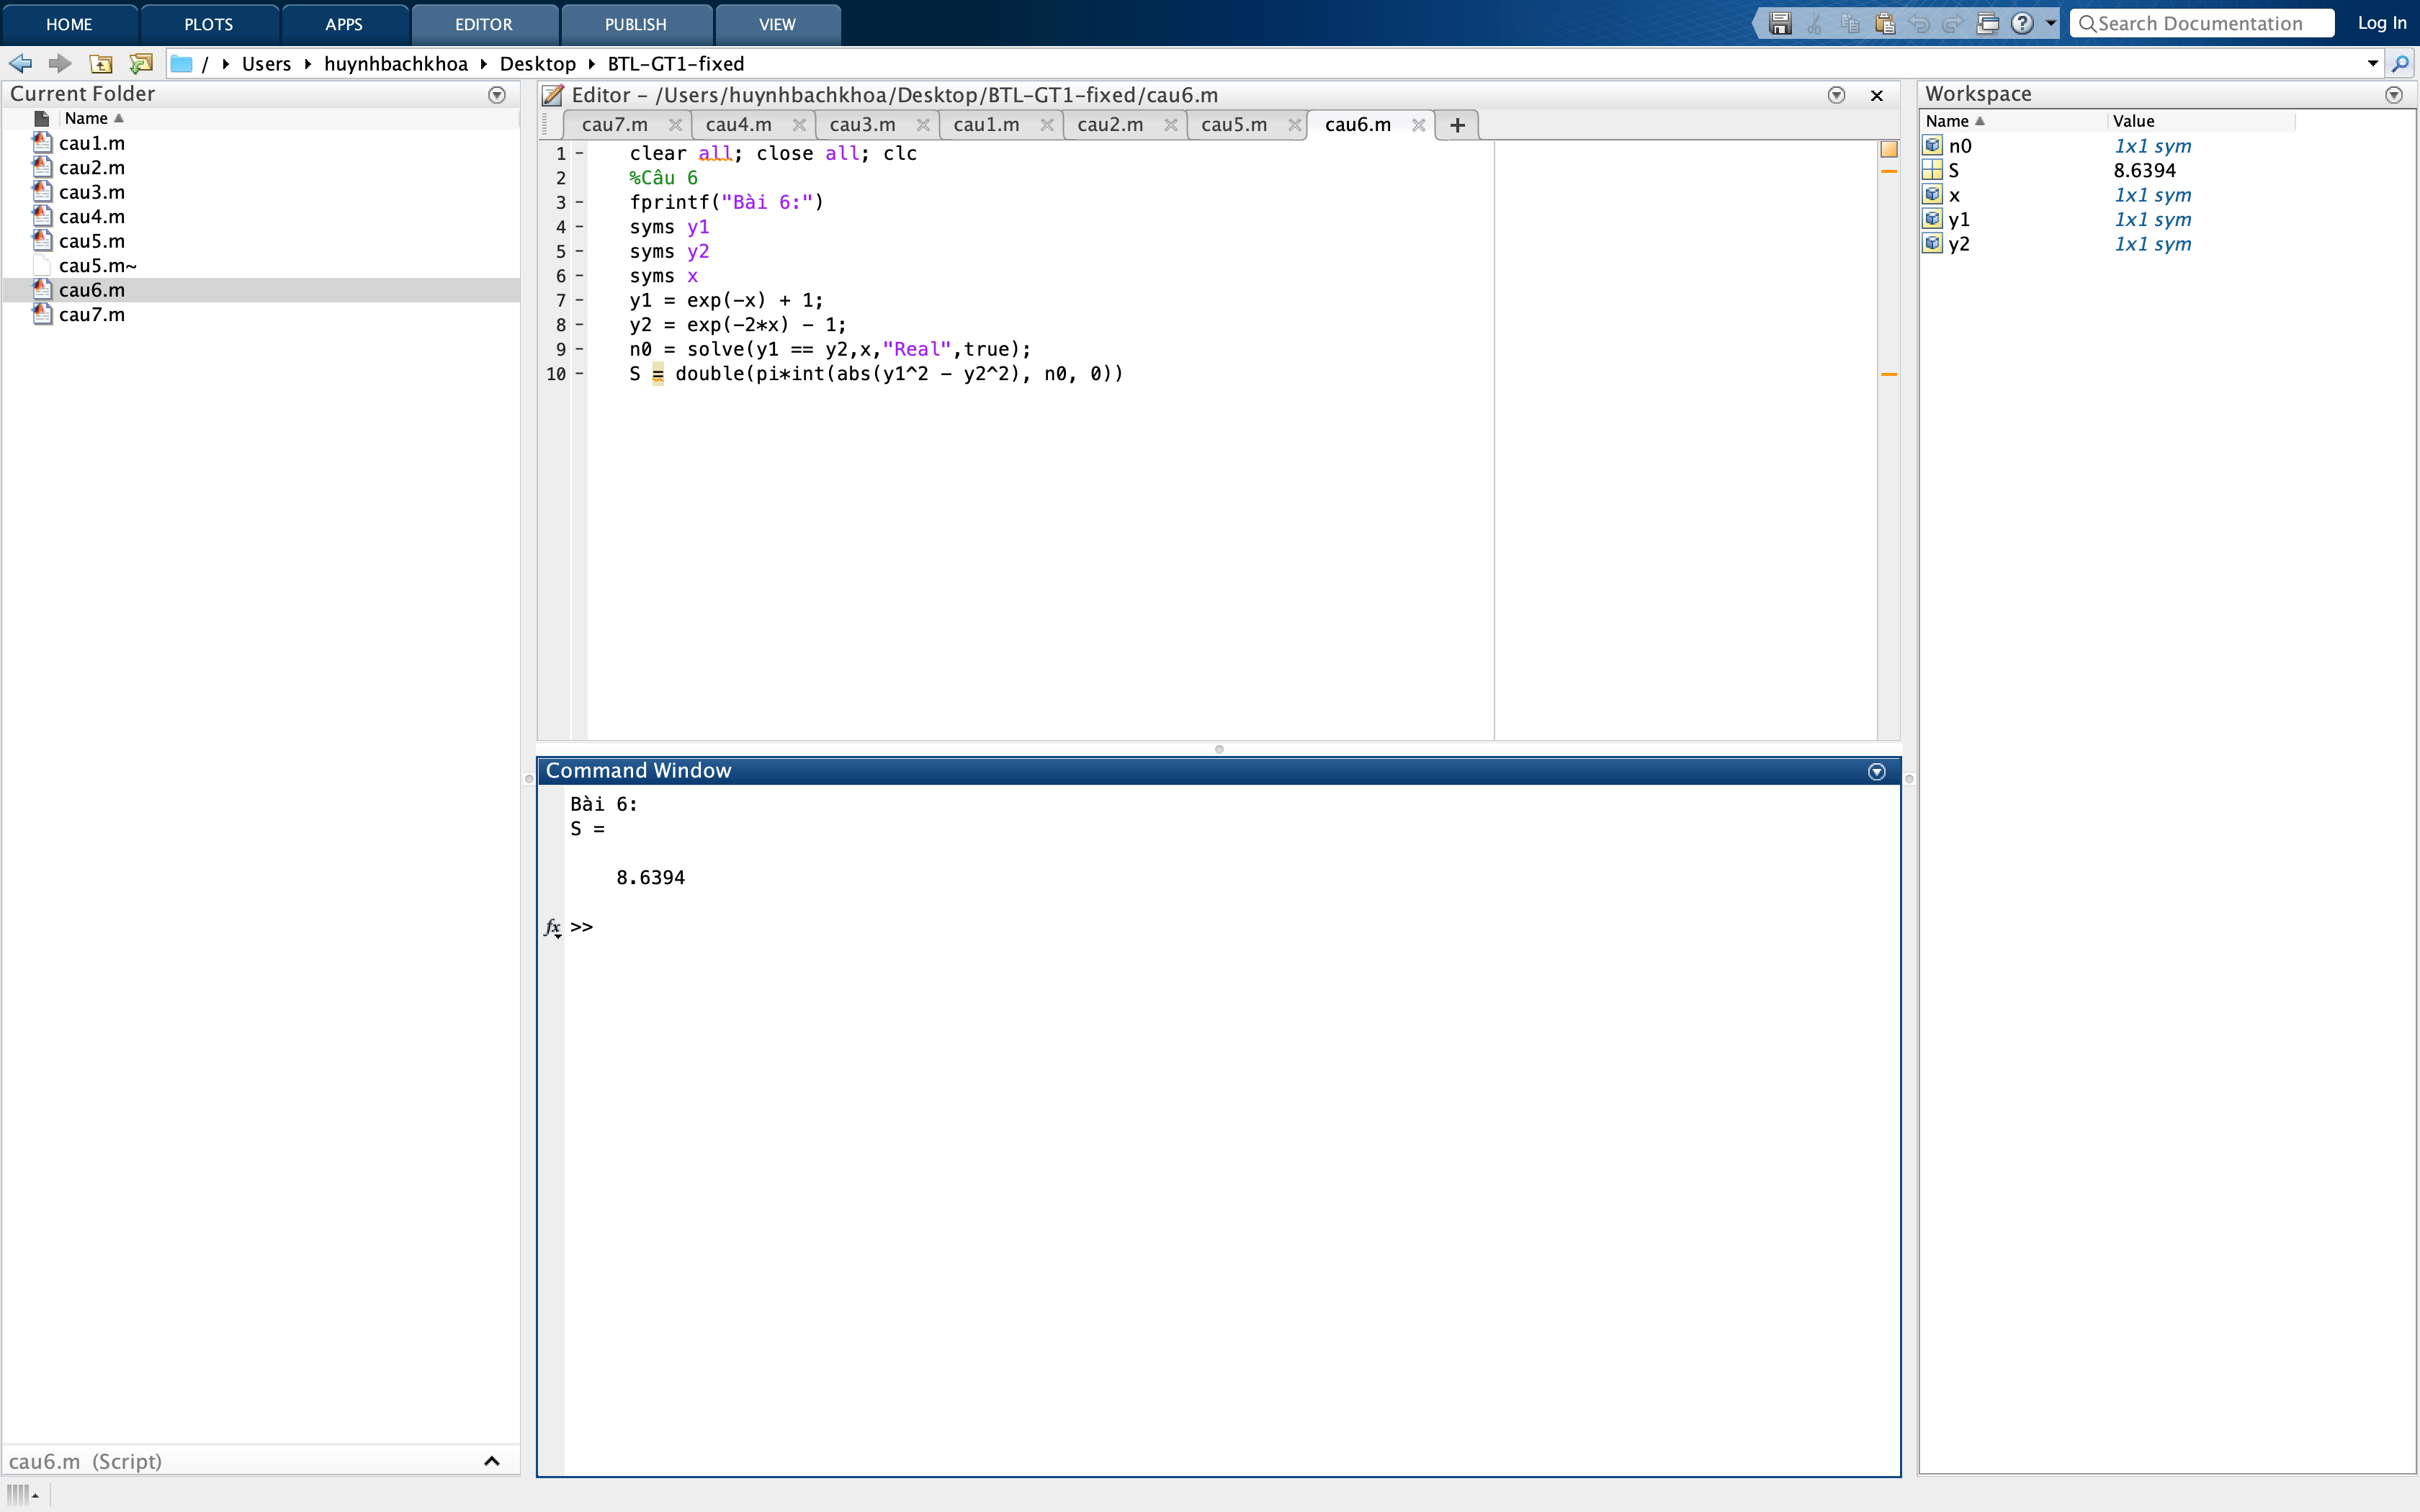 HOME PLOTS APPS EDITOR PUBLISH VIEW Search Documentation Log In
/ Users huynhbachkhoa Desktop BTL-GT1-fixed
Current Folder
Name
cau1.m
cau2.m
cau3.m
cau4.m
cau5.m
cau5.m~
cau6.m
cau7.m
cau6.m (Script)
Editor - /Users/huynhbachkhoa/Desktop/BTL-GT1-fixed/cau6.m
cau7.m cau4.m cau3.m cau1.m cau2.m cau5.m cau6.m +
1 - clear all; close all; clc
2 %Câu 6
3 - fprintf("Bài 6:")
4 - syms y1
5 - syms y2
6 - syms x
7 - y1 = exp(-x) + 1;
8 - y2 = exp(-2*x) - 1;
9 - n0 = solve(y1 == y2,x,"Real",true);
10 - S = double(pi*int(abs(y1^2 - y2^2), n0, 0))
Command Window
Bài 6:
S =
8.6394
fx >>
Workspace
Name Value
n0 1x1 sym
S 8.6394
x 1x1 sym
y1 1x1 sym
y2 1x1 sym